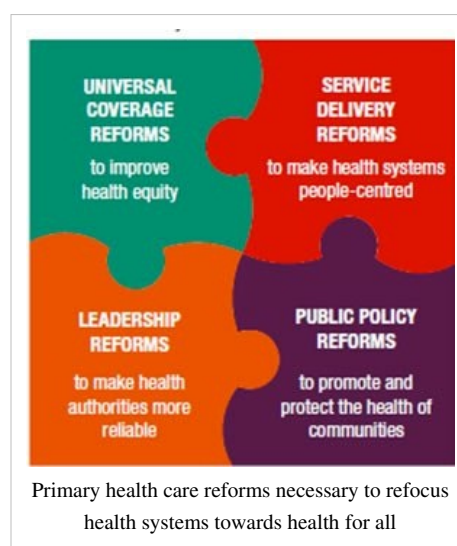 UNIVERSAL
COVERAGE
REFORMS
to improve
health equity
SERVICE
DELIVERY
REFORMS
to make health systems
people-centred
LEADERSHIP
REFORMS
to make health
authorities more
reliable
PUBLIC POLICY
REFORMS
to promote and
protect the health of
communities
Primary health care reforms necessary to refocus
health systems towards health for all